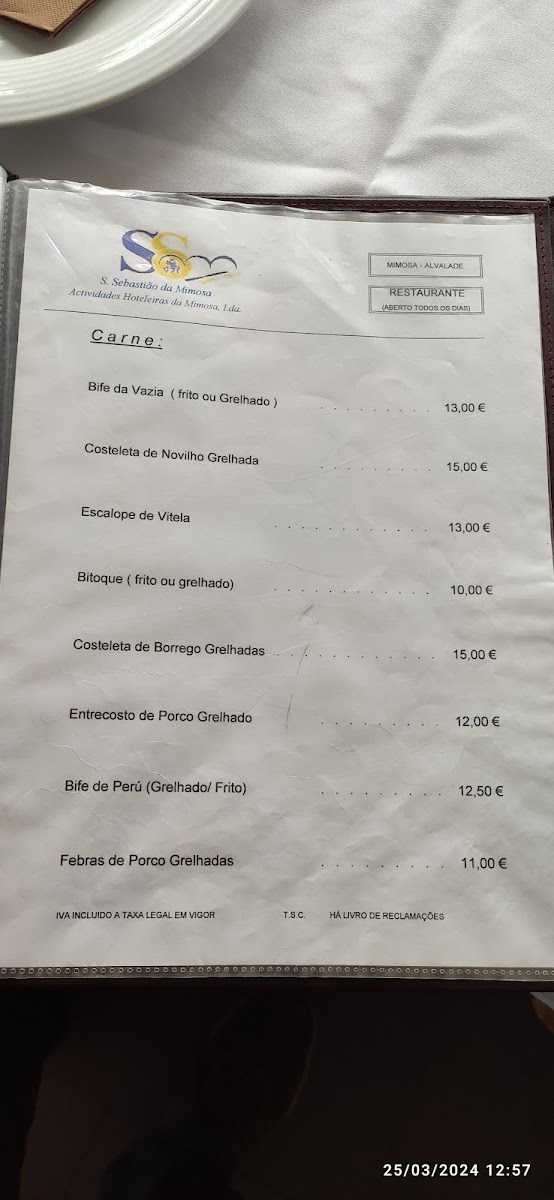 SSm
S. Sebastião da Mimosa
Actividades Hoteleiras da Mimosa, Lda.
MIMOSA - ALVALADE
RESTAURANTE
(ABERTO TODOS OS DIAS)
Carne:
Bife da Vazia ( frito ou Grelhado ) . . . . . . . . . 13,00 €
Costeleta de Novilho Grelhada . . . . . . . . . 15,00 €
Escalope de Vitela . . . . . . . . . . . . 13,00 €
Bitoque ( frito ou grelhado) . . . . . . . . . . . . 10,00 €
Costeleta de Borrego Grelhadas . . . . . . . . . . . . 15,00 €
Entrecosto de Porco Grelhado . . . . . . . . . 12,00 €
Bife de Perú (Grelhado/ Frito) . . . . . . . . . 12,50 €
Febras de Porco Grelhadas . . . . . . . . . 11,00 €
IVA INCLUIDO A TAXA LEGAL EM VIGOR T.S.C. HÁ LIVRO DE RECLAMAÇÕES
25/03/2024 12:57